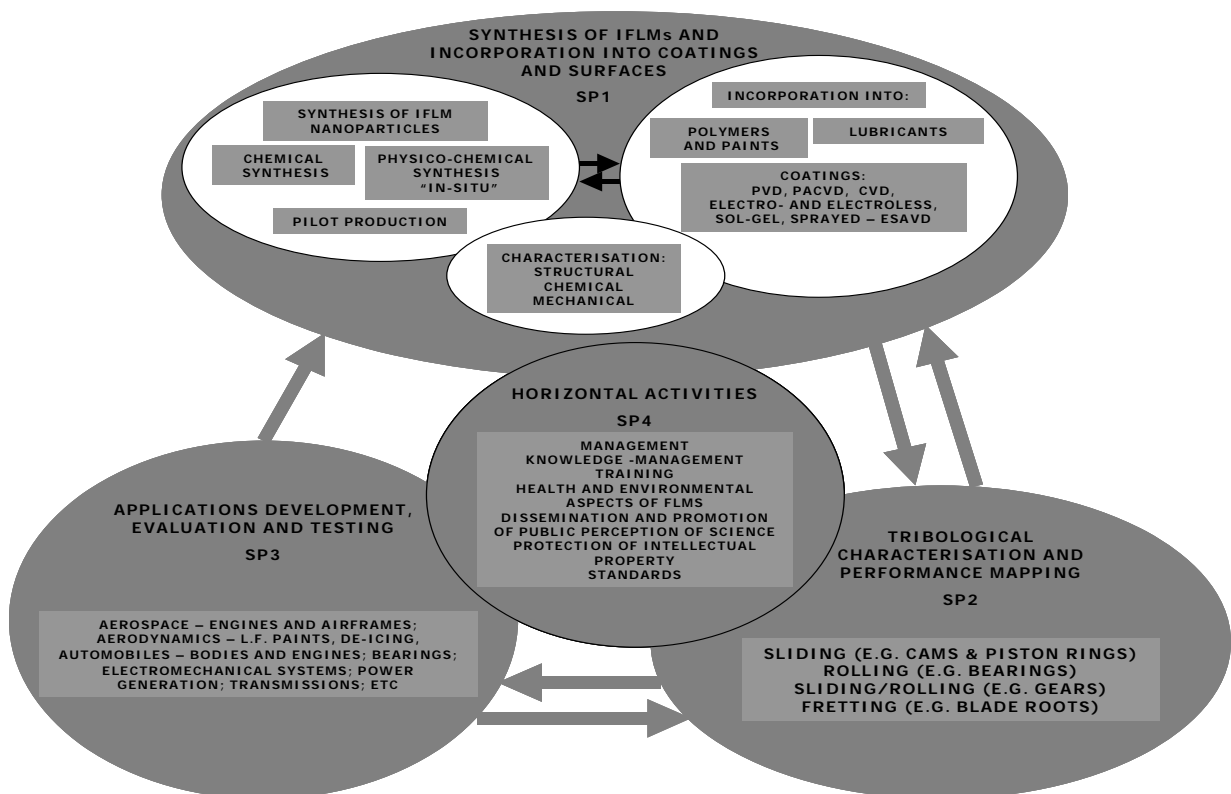 SYNTHESIS OF IFLMs AND
INCORPORATION INTO COATINGS
AND SURFACES
SP1
SYNTHESIS OF IFLM
NANOPARTICLES
CHEMICAL
SYNTHESIS
PHYSICO-CHEMICAL
SYNTHESIS
"IN-SITU"
PILOT PRODUCTION
INCORPORATION INTO:
POLYMERS
AND PAINTS
LUBRICANTS
COATINGS:
PVD, PACVD, CVD,
ELECTRO- AND ELECTROLESS,
SOL-GEL, SPRAYED – ESAVD
CHARACTERISATION:
STRUCTURAL
CHEMICAL
MECHANICAL
HORIZONTAL ACTIVITIES
SP4
MANAGEMENT
KNOWLEDGE -MANAGEMENT
TRAINING
HEALTH AND ENVIRONMENTAL
ASPECTS OF FLMS
DISSEMINATION AND PROMOTION
OF PUBLIC PERCEPTION OF SCIENCE
PROTECTION OF INTELLECTUAL
PROPERTY
STANDARDS
APPLICATIONS DEVELOPMENT,
EVALUATION AND TESTING
SP3
AEROSPACE – ENGINES AND AIRFRAMES;
AERODYNAMICS – L.F. PAINTS, DE-ICING,
AUTOMOBILES – BODIES AND ENGINES; BEARINGS;
ELECTROMECHANICAL SYSTEMS; POWER
GENERATION; TRANSMISSIONS; ETC
TRIBOLOGICAL
CHARACTERISATION AND
PERFORMANCE MAPPING
SP2
SLIDING (E.G. CAMS & PISTON RINGS)
ROLLING (E.G. BEARINGS)
SLIDING/ROLLING (E.G. GEARS)
FRETTING (E.G. BLADE ROOTS)